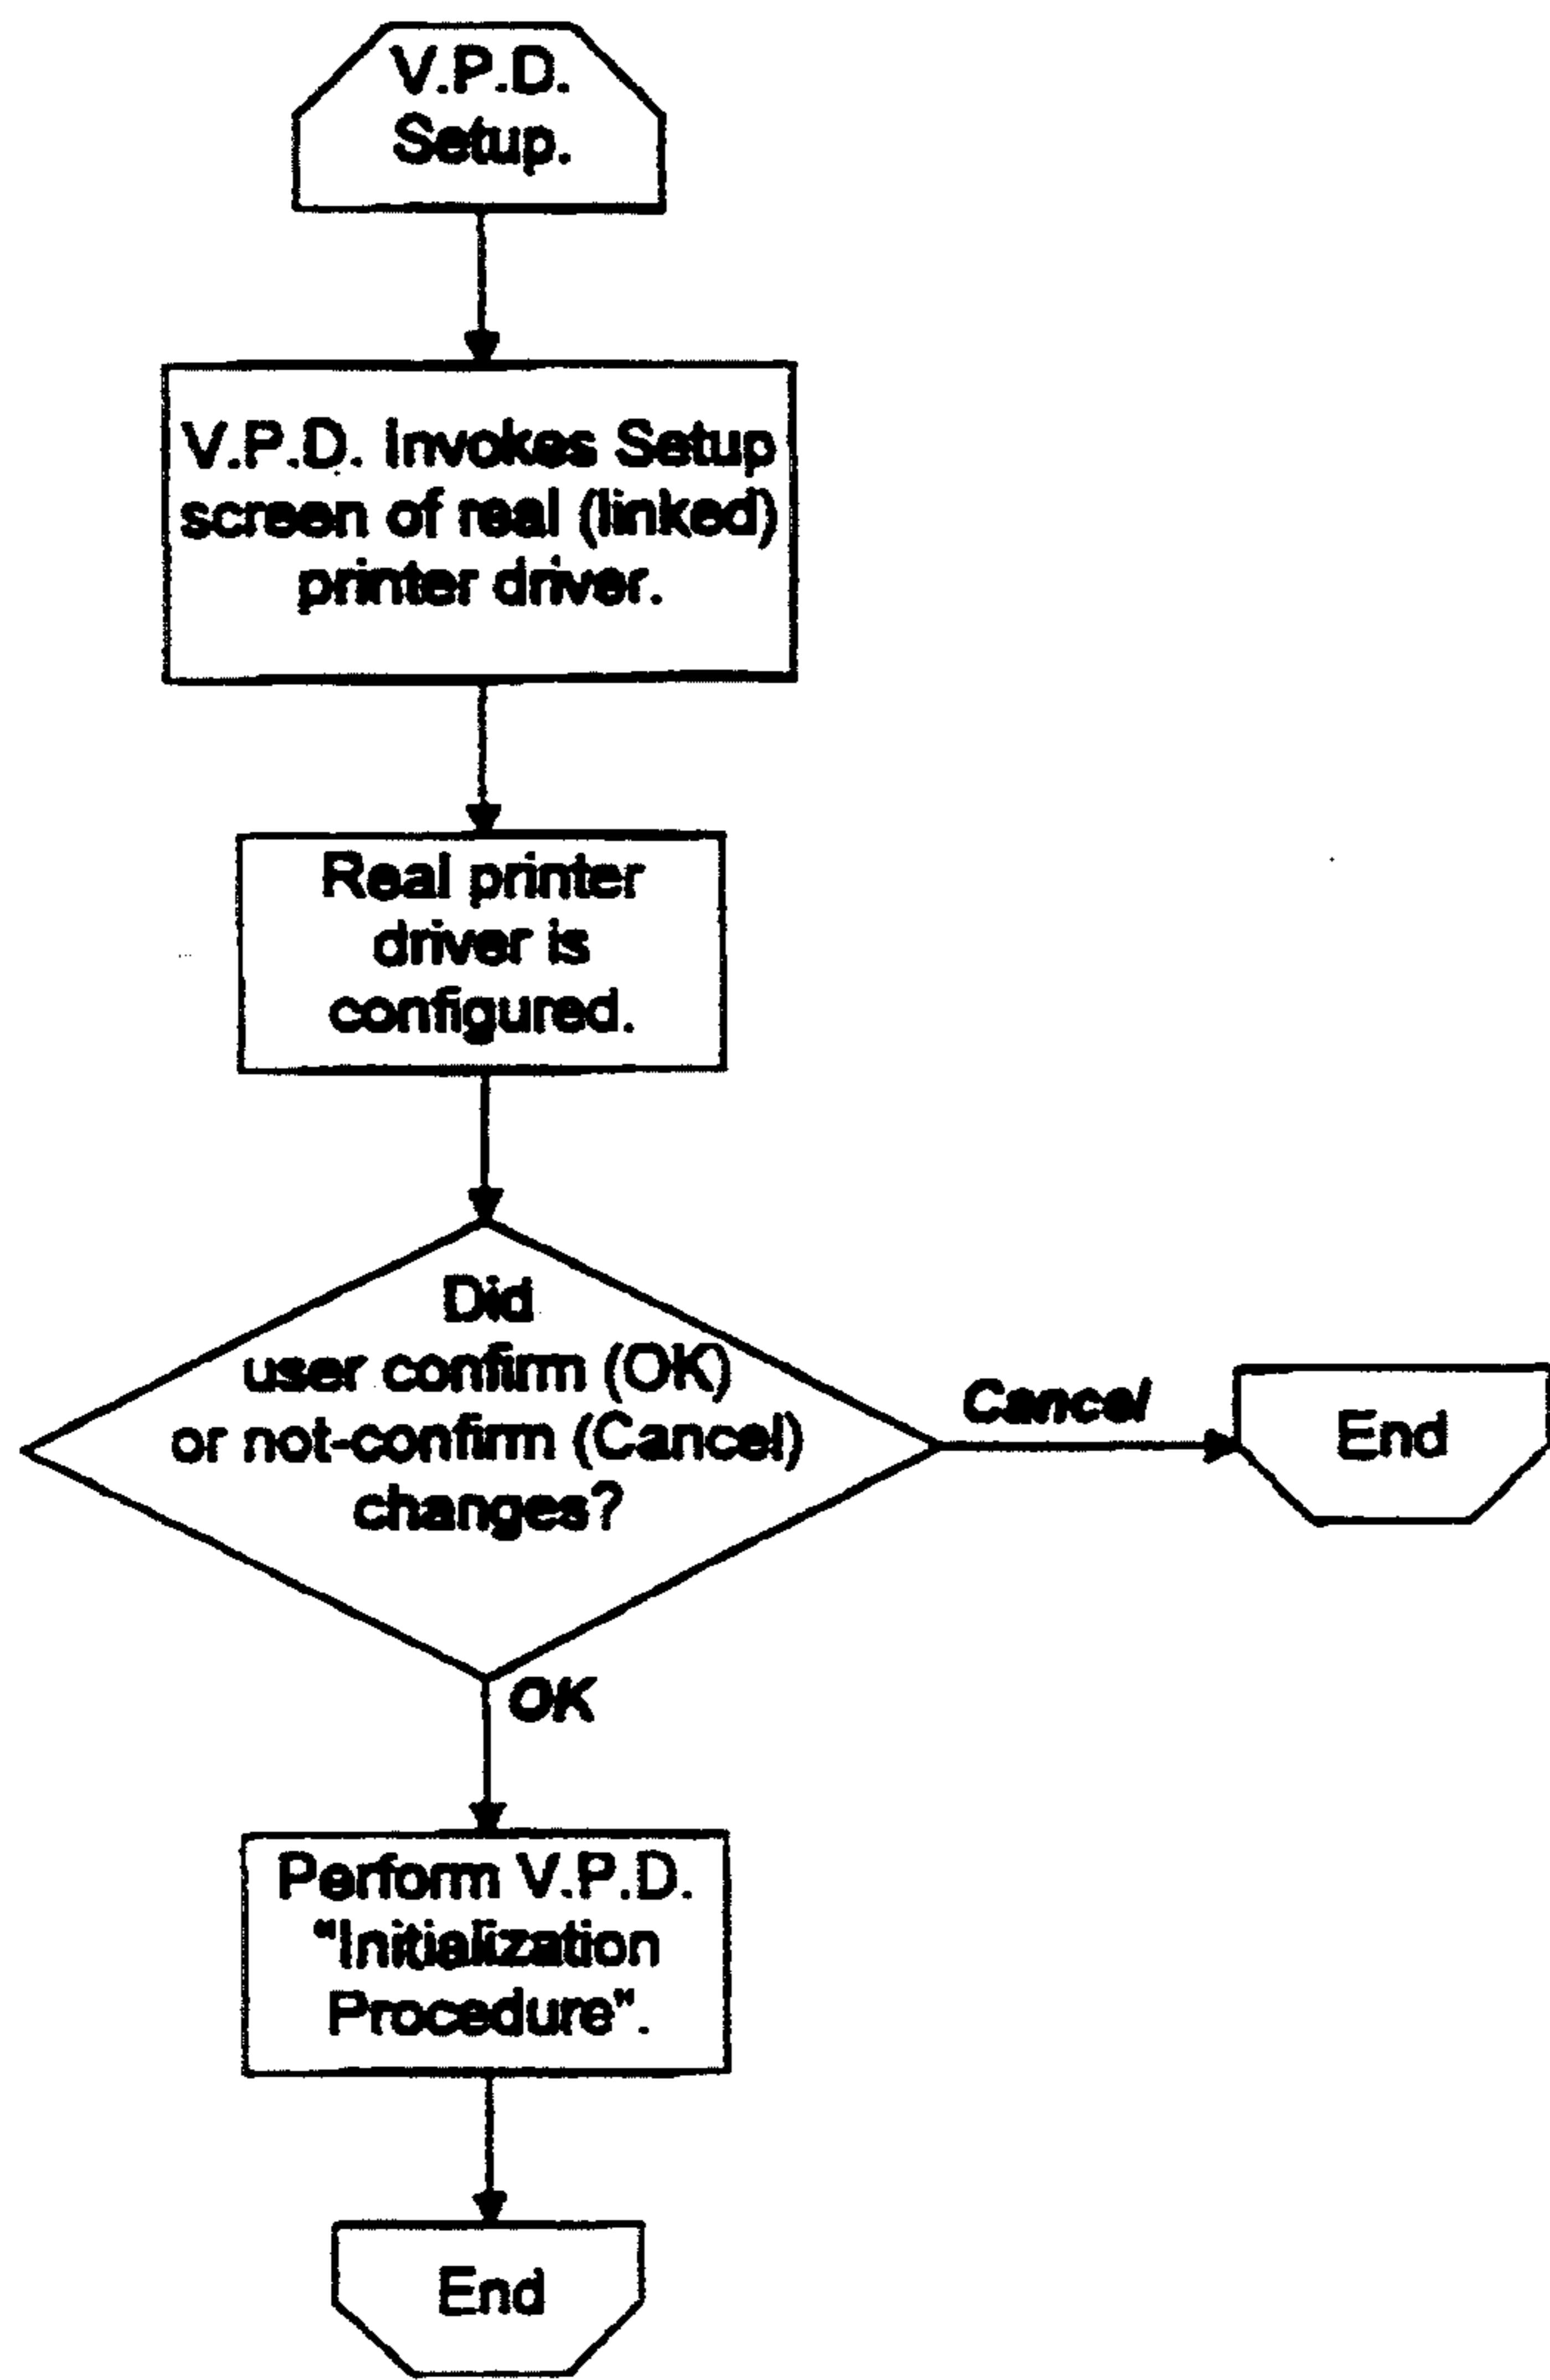 V.P.D.
Setup.
V.P.D. Invokes Setup
screen of real (linked)
printer driver.
Real printer
driver is
configured.
Did
user confirm (OK)
or not-confirm (Cancel)
changes?
Cancel
End
OK
Perform V.P.D.
"Initialization
Procedure".
End